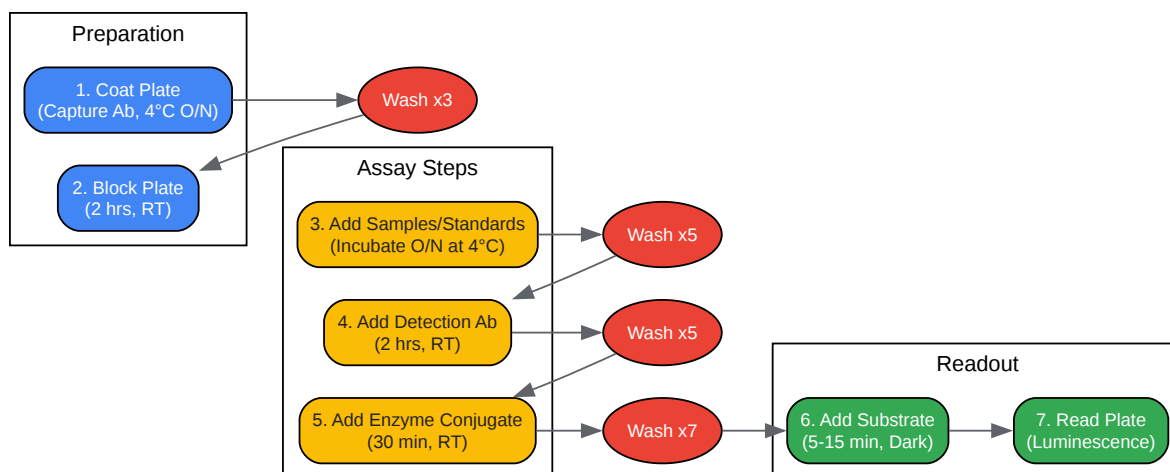 Preparation
1. Coat Plate
(Capture Ab, 4°C O/N)
Wash x3
2. Block Plate
(2 hrs, RT)
Assay Steps
3. Add Samples/Standards
(Incubate O/N at 4°C)
Wash x5
4. Add Detection Ab
(2 hrs, RT)
Wash x5
5. Add Enzyme Conjugate
(30 min, RT)
Wash x7
Readout
6. Add Substrate
(5-15 min, Dark)
7. Read Plate
(Luminescence)